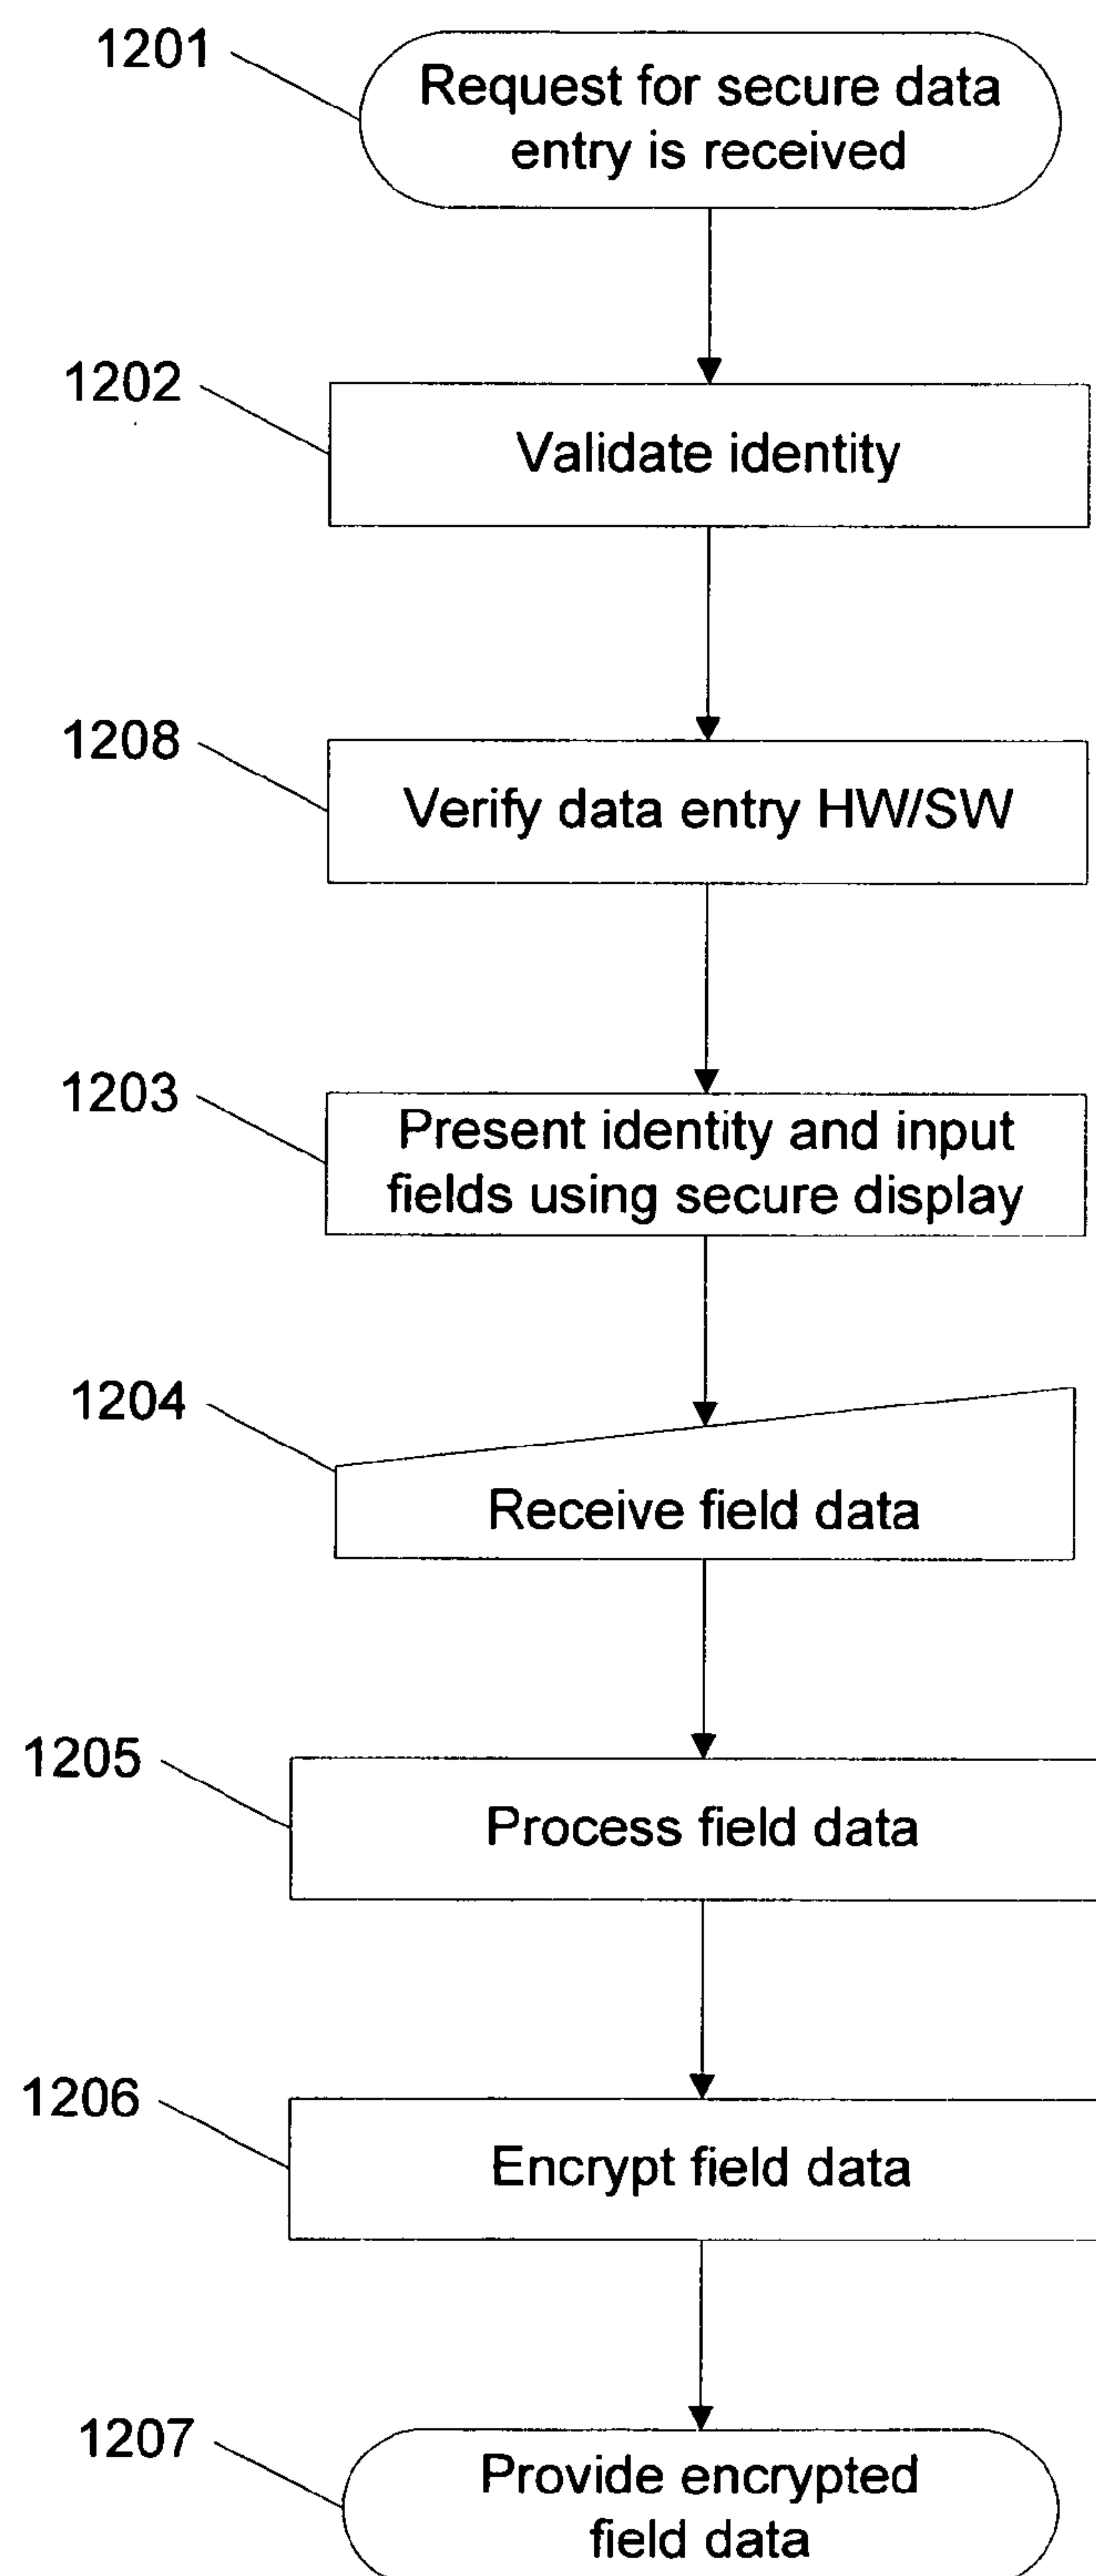 1201
Request for secure data
entry is received
1202
Validate identity
1208
Verify data entry HW/SW
1203
Present identity and input
fields using secure display
1204
Receive field data
1205
Process field data
1206
Encrypt field data
1207
Provide encrypted
field data